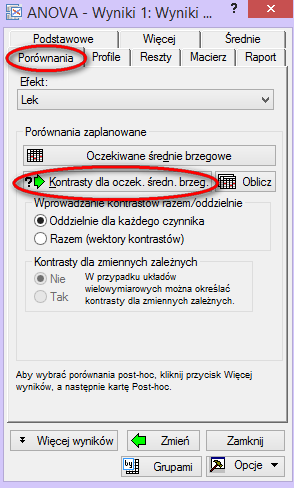 ANOVA - Wyniki 1: Wyniki ...
Podstawowe Więcej Średnie
Porównania Profile Reszty Macierz Raport
Efekt:
Lek
Porównania zaplanowane
Oczekiwane średnie brzegowe
Kontrasty dla oczek. średn. brzeg. Oblicz
Wprowadzanie kontrastów razem/oddzielnie
Oddzielnie dla każdego czynnika
Razem (wektory kontrastów)
Kontrasty dla zmiennych zależnych
Nie
Tak
W przypadku układów
wielowymiarowych można określać
kontrasty dla zmiennych zależnych.
Aby wybrać porównania post-hoc, kliknij przycisk Więcej
wyników, a następnie kartę Post-hoc.
Więcej wyników Zmień Zamknij
by Grupami Opcje